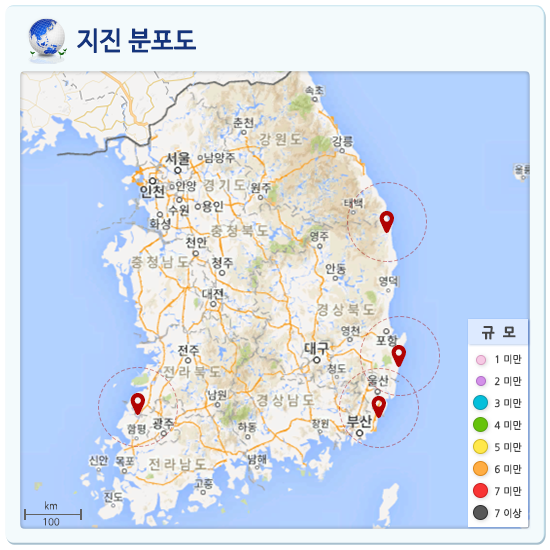 지진 분포도
속초
춘천
강원도
강릉
서울
남양주
인천
안양
경기도
원주
수원
용인
태백
울릉
화성
충청북도
영주
천안
충청남도
청주
안동
영덕
대전
경상북도
규 모
영천
포항
전주
대구
1 미만
전라북도
청도
울산
2 미만
남원
경상남도
3 미만
함평
광주
하동
창원
부산
4 미만
5 미만
신안
목포
전라남도
남해
6 미만
고흥
진도
7 미만
km
100
7 이상